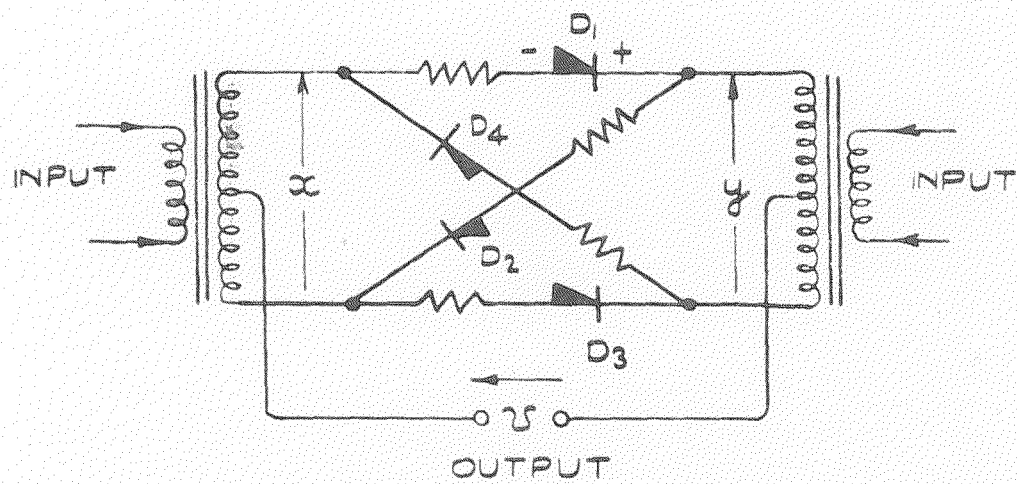 D1
- +
D4
INPUT
x
y
INPUT
D2
D3
v
OUTPUT